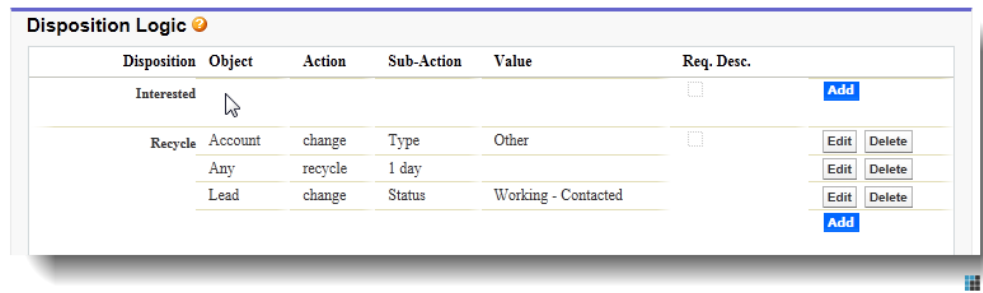 Disposition Logic ?
Disposition Object Action Sub-Action Value Req. Desc.
Interested Add
Recycle Account change Type Other Edit Delete
Any recycle 1 day Edit Delete
Lead change Status Working - Contacted Edit Delete
Add